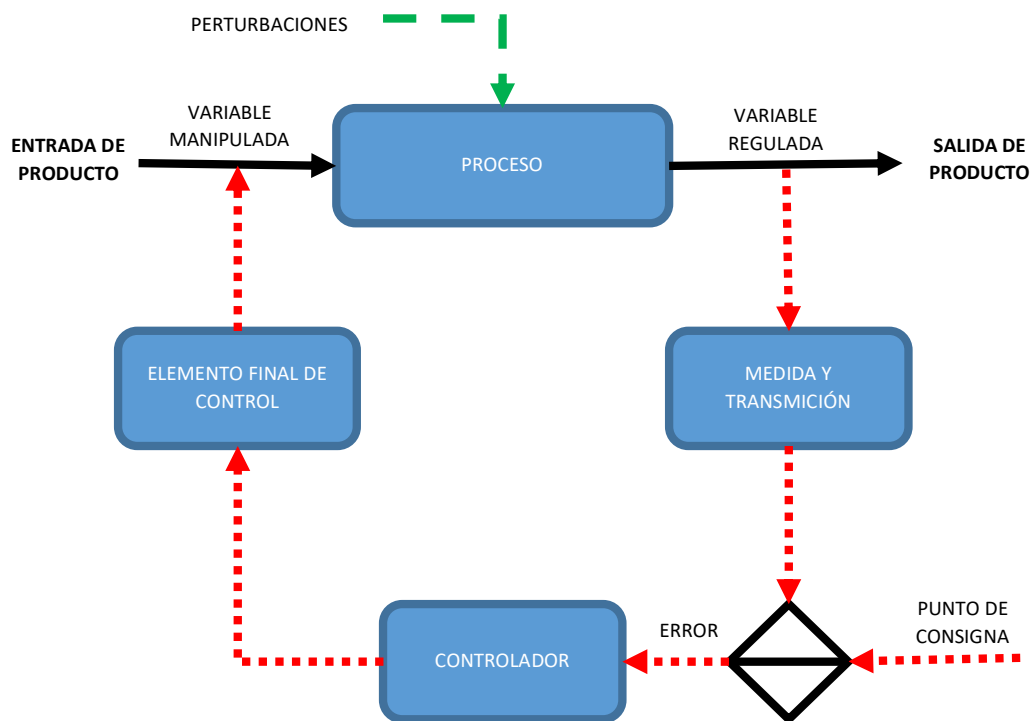 PERTURBACIONES
VARIABLE
MANIPULADA
ENTRADA DE
PRODUCTO
PROCESO
VARIABLE
REGULADA
SALIDA DE
PRODUCTO
ELEMENTO FINAL DE
CONTROL
MEDIDA Y
TRANSMICIÓN
CONTROLADOR
ERROR
PUNTO DE
CONSIGNA